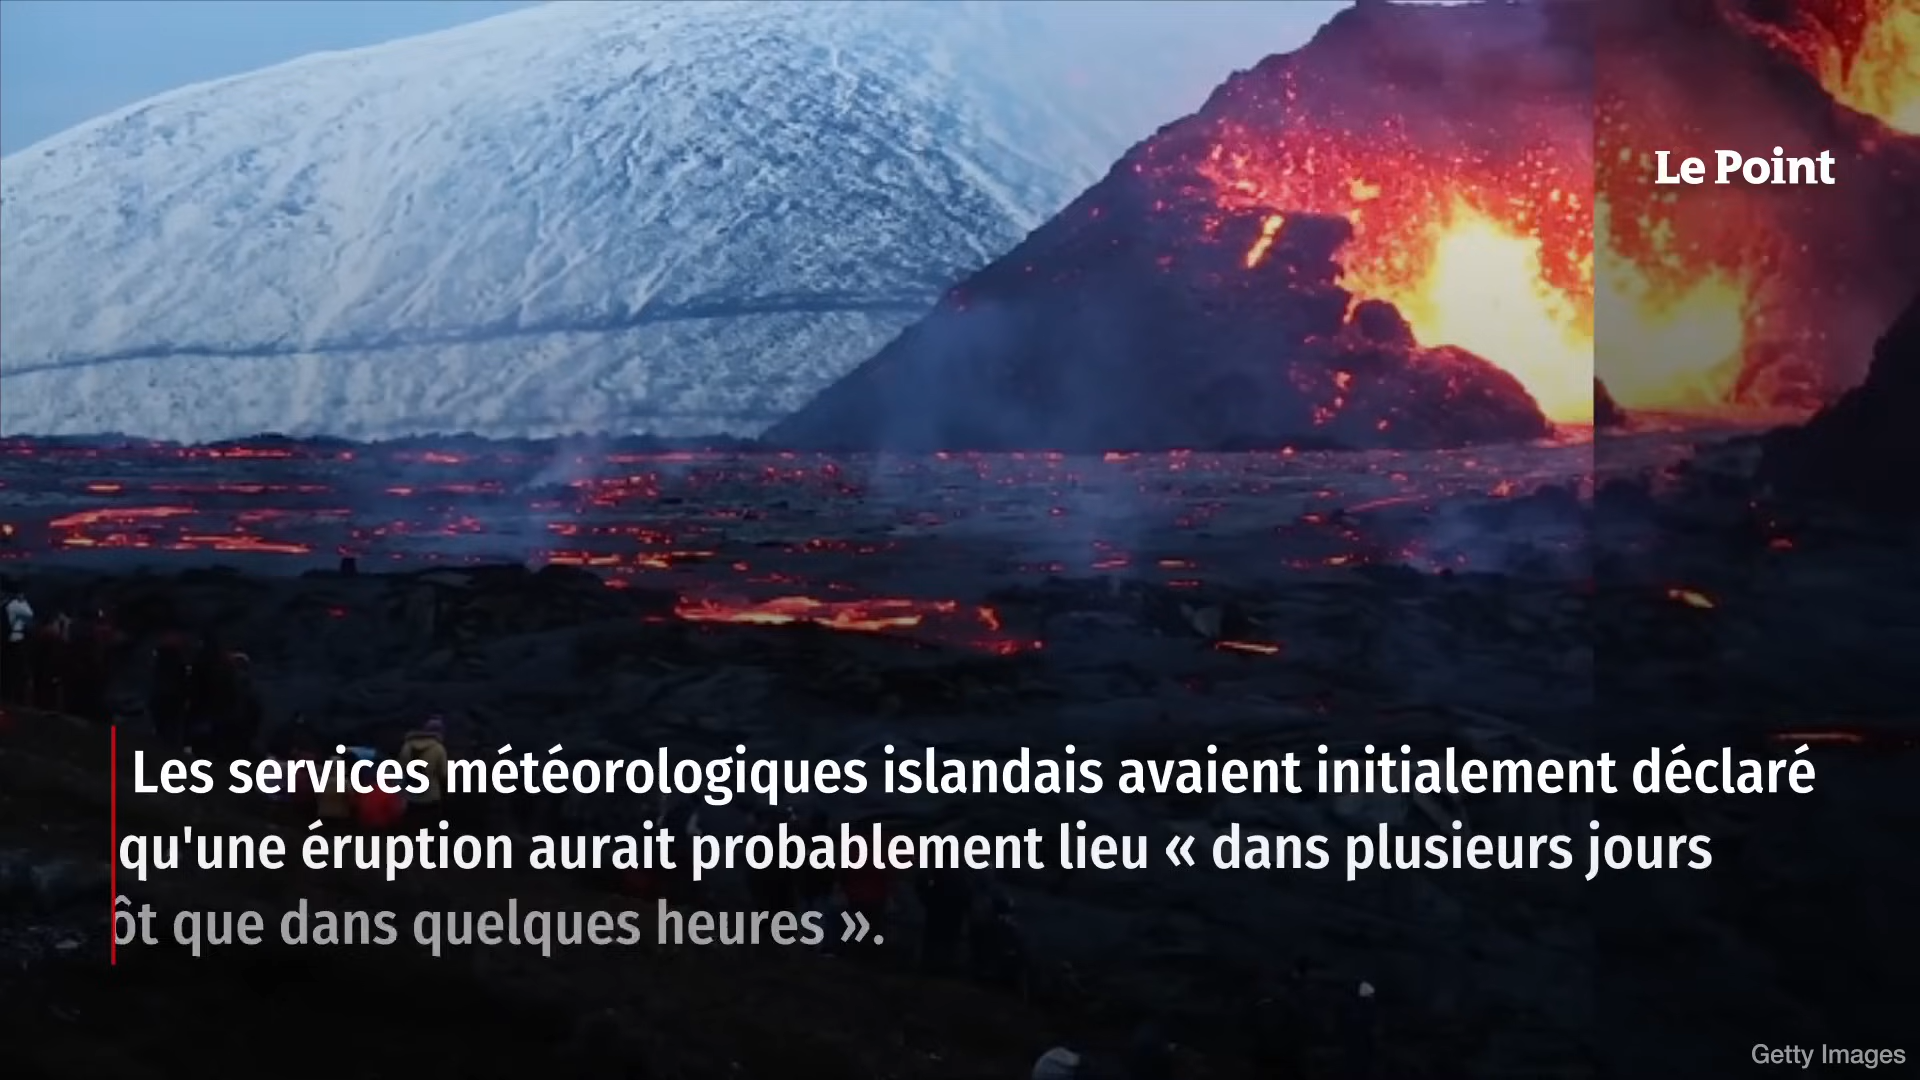 Le Point
Les services météorologiques islandais avaient initialement déclaré
qu'une éruption aurait probablement lieu « dans plusieurs jours
ôt que dans quelques heures ».
Getty Images